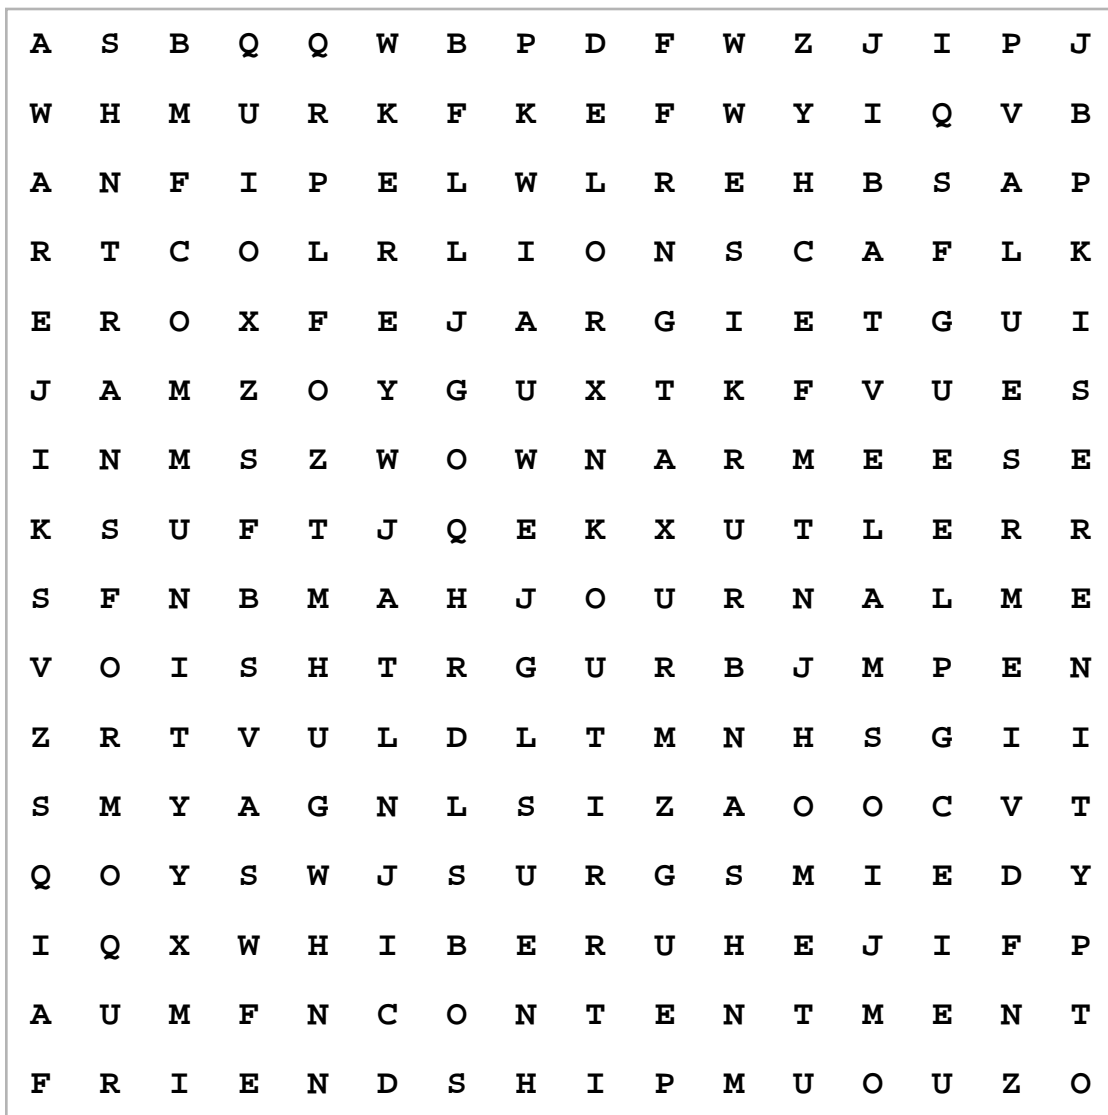 A S B Q Q W B P D F W Z J I P J
W H M U R K F K E F W Y I Q V B
A N F I P E L W L R E H B S A P
R T C O L R L I O N S C A F L K
E R O X F E J A R G I E T G U I
J A M Z O Y G U X T K F V U E S
I N M S Z W O W N A R M E E S E
K S U F T J Q E K X U T L E R R
S F N B M A H J O U R N A L M E
V O I S H T R G U R B J M P E N
Z R T V U L D L T M N H S G I I
S M Y A G N L S I Z A O O C V T
Q O Y S W J S U R G S M I E D Y
I Q X W H I B E R U H E J I F P
A U M F N C O N T E N T M E N T
F R I E N D S H I P M U O U Z O